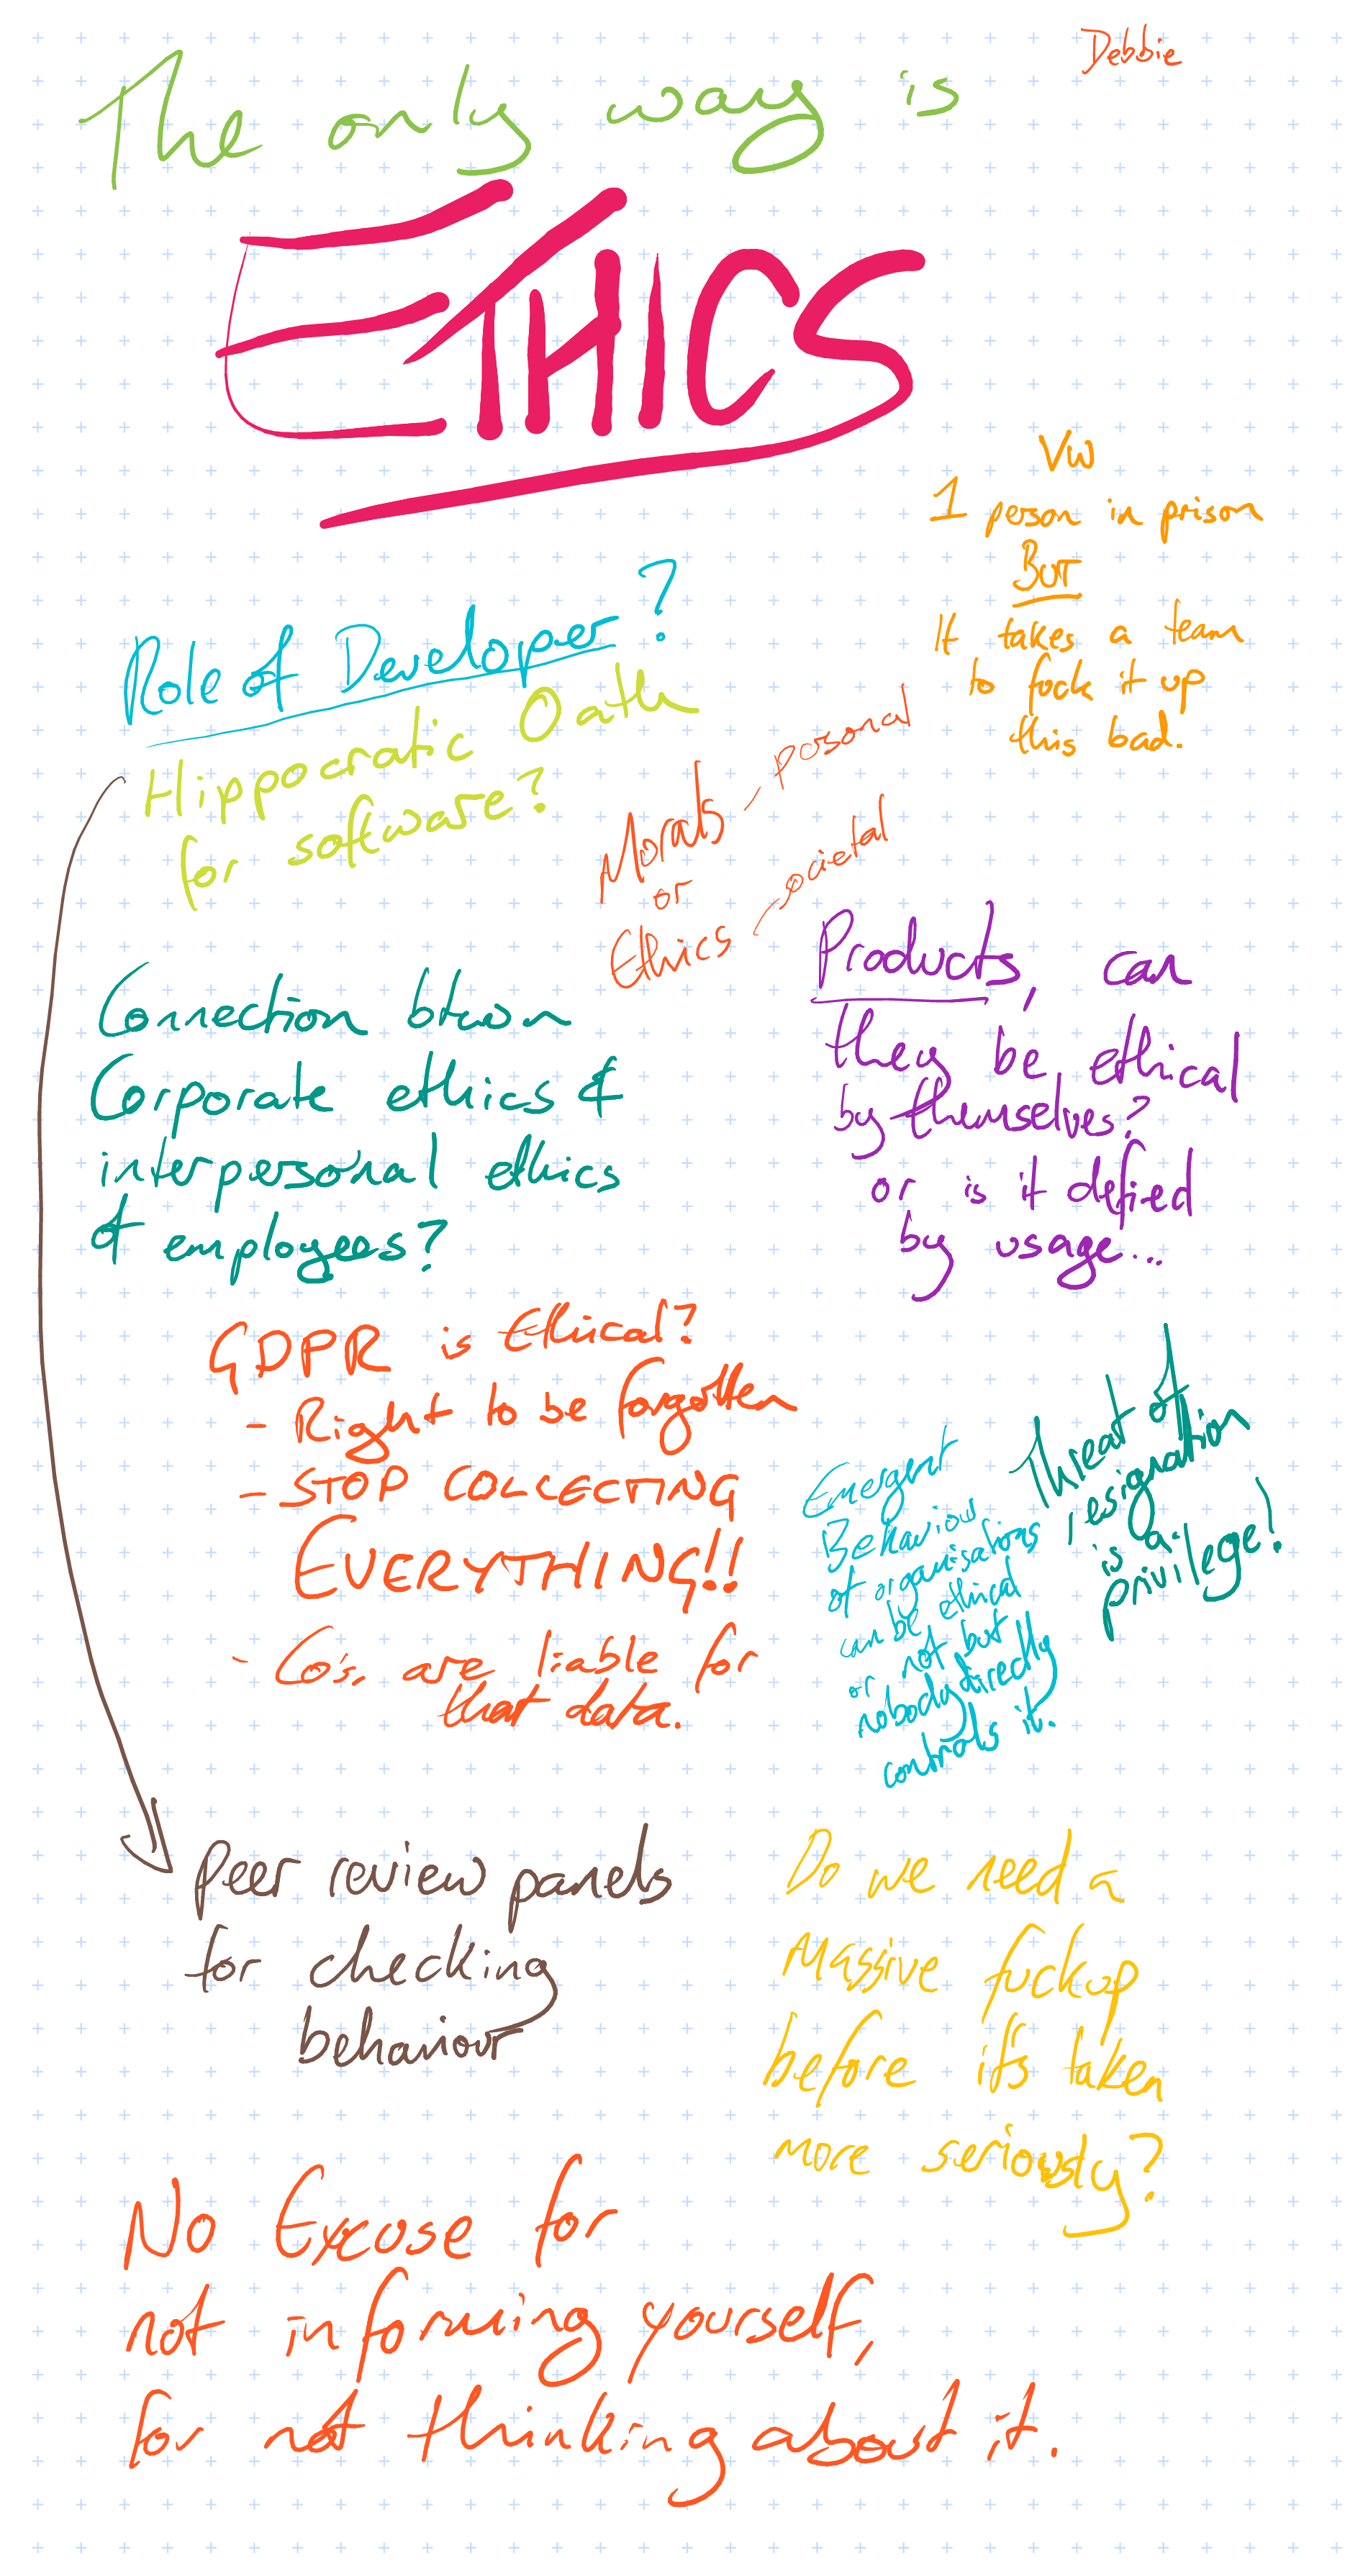 Debbie
The only way is
ETHICS
VW
1 person in prison
BUT
It takes a team
to fuck it up
this bad.
Role of Developer?
Hippocratic Oath
for software?
Morals - personal
or
Ethics - societal
Connection btwen
Corporate ethics &
interpersonal ethics
of employees?
Products, can
they be ethical
by themselves?
or is it defied
by usage...
GDPR is Ethical?
- Right to be forgotten
- STOP COLLECTING
EVERYTHING!!
- Co's, are liable for
that data.
Emergent
Behaviour
of organisations
can be ethical
or not but
nobody directly
controls it.
Threat of
resignation
is a
privilege!
Peer review panels
for checking
behaviour
Do we need a
Massive fuckup
before it's taken
more seriously?
No Excuse for
not informing yourself,
for not thinking about it.